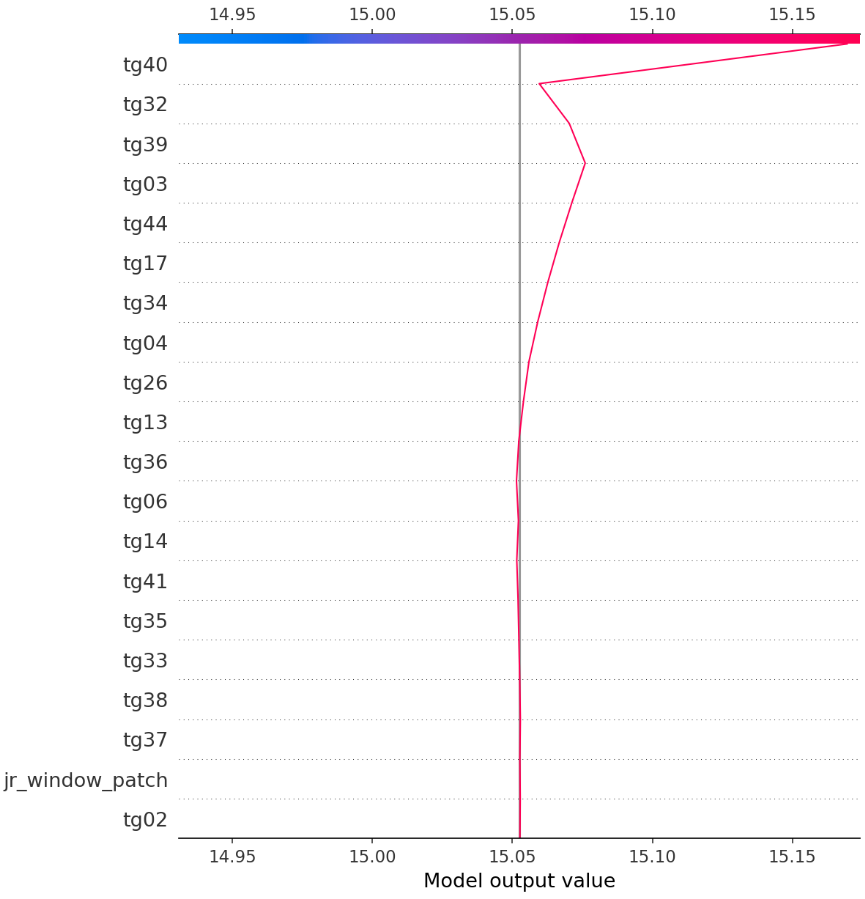 14.95 15.00 15.05 15.10 15.15
tg40
tg32
tg39
tg03
tg44
tg17
tg34
tg04
tg26
tg13
tg36
tg06
tg14
tg41
tg35
tg33
tg38
tg37
jr_window_patch
tg02
14.95 15.00 15.05 15.10 15.15
Model output value